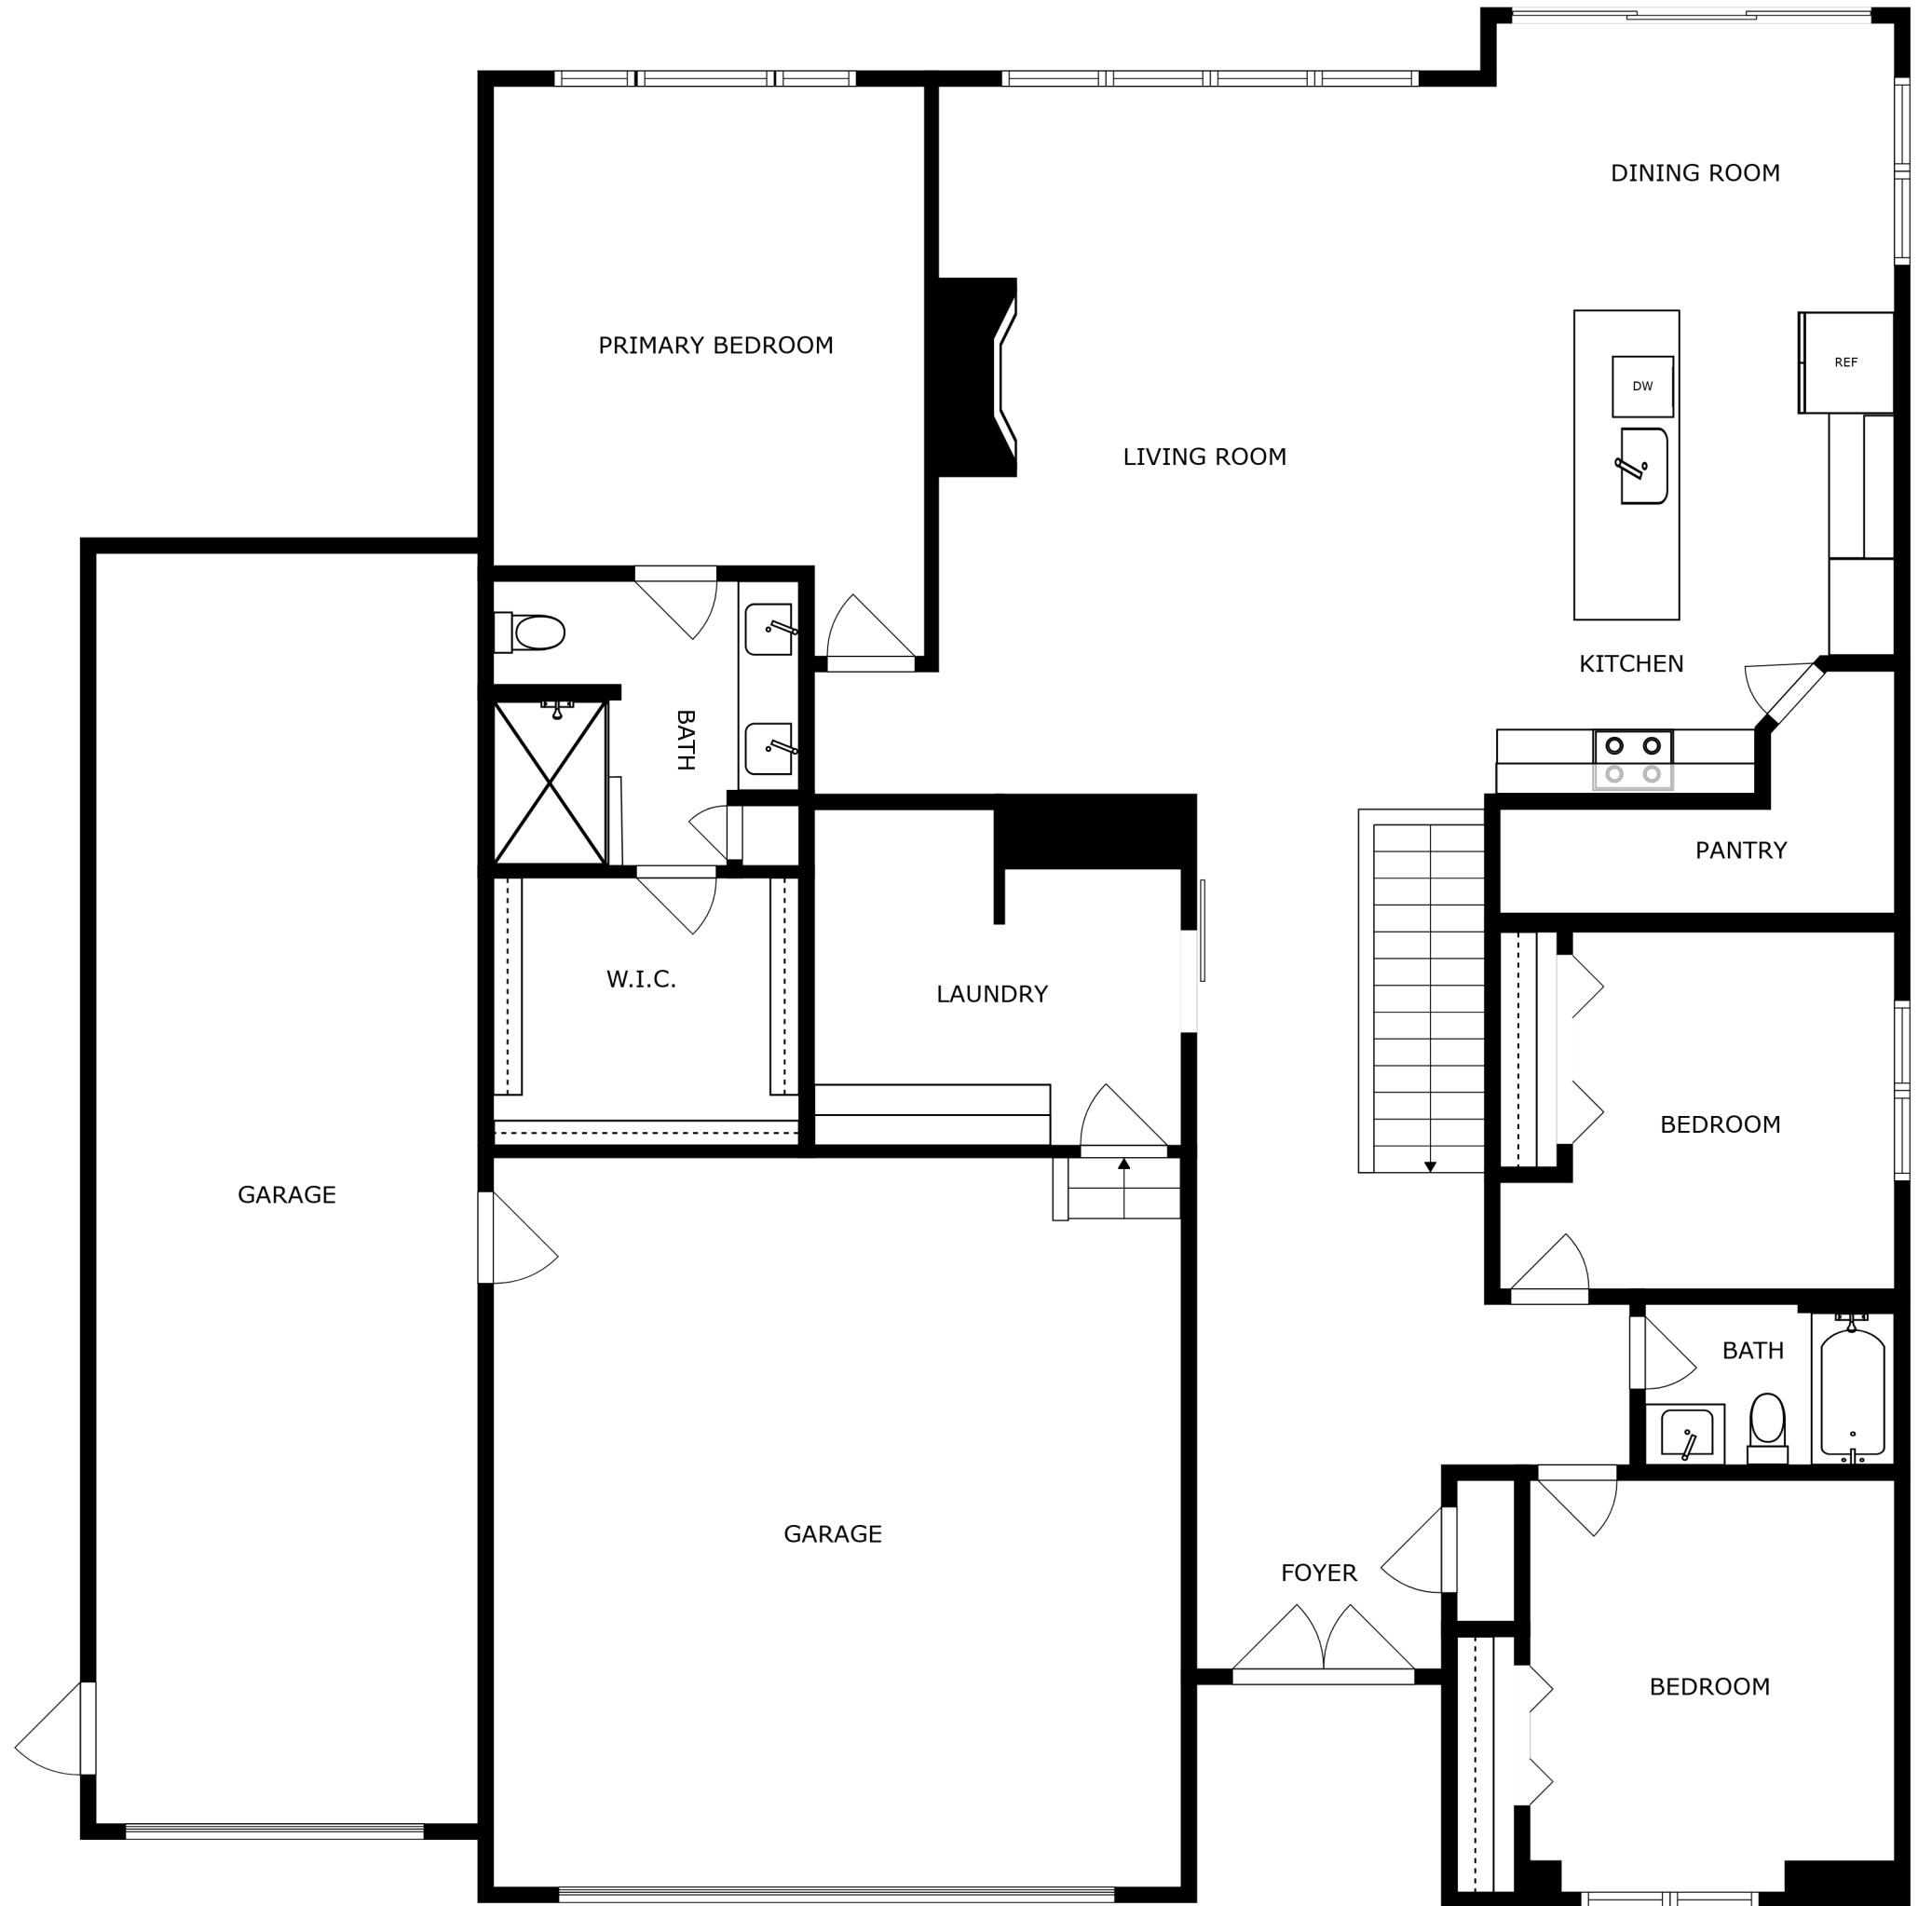 DINING ROOM
PRIMARY BEDROOM
REF
DW
LIVING ROOM
KITCHEN
BATH
PANTRY
W.I.C.
LAUNDRY
BEDROOM
GARAGE
BATH
GARAGE
FOYER
BEDROOM